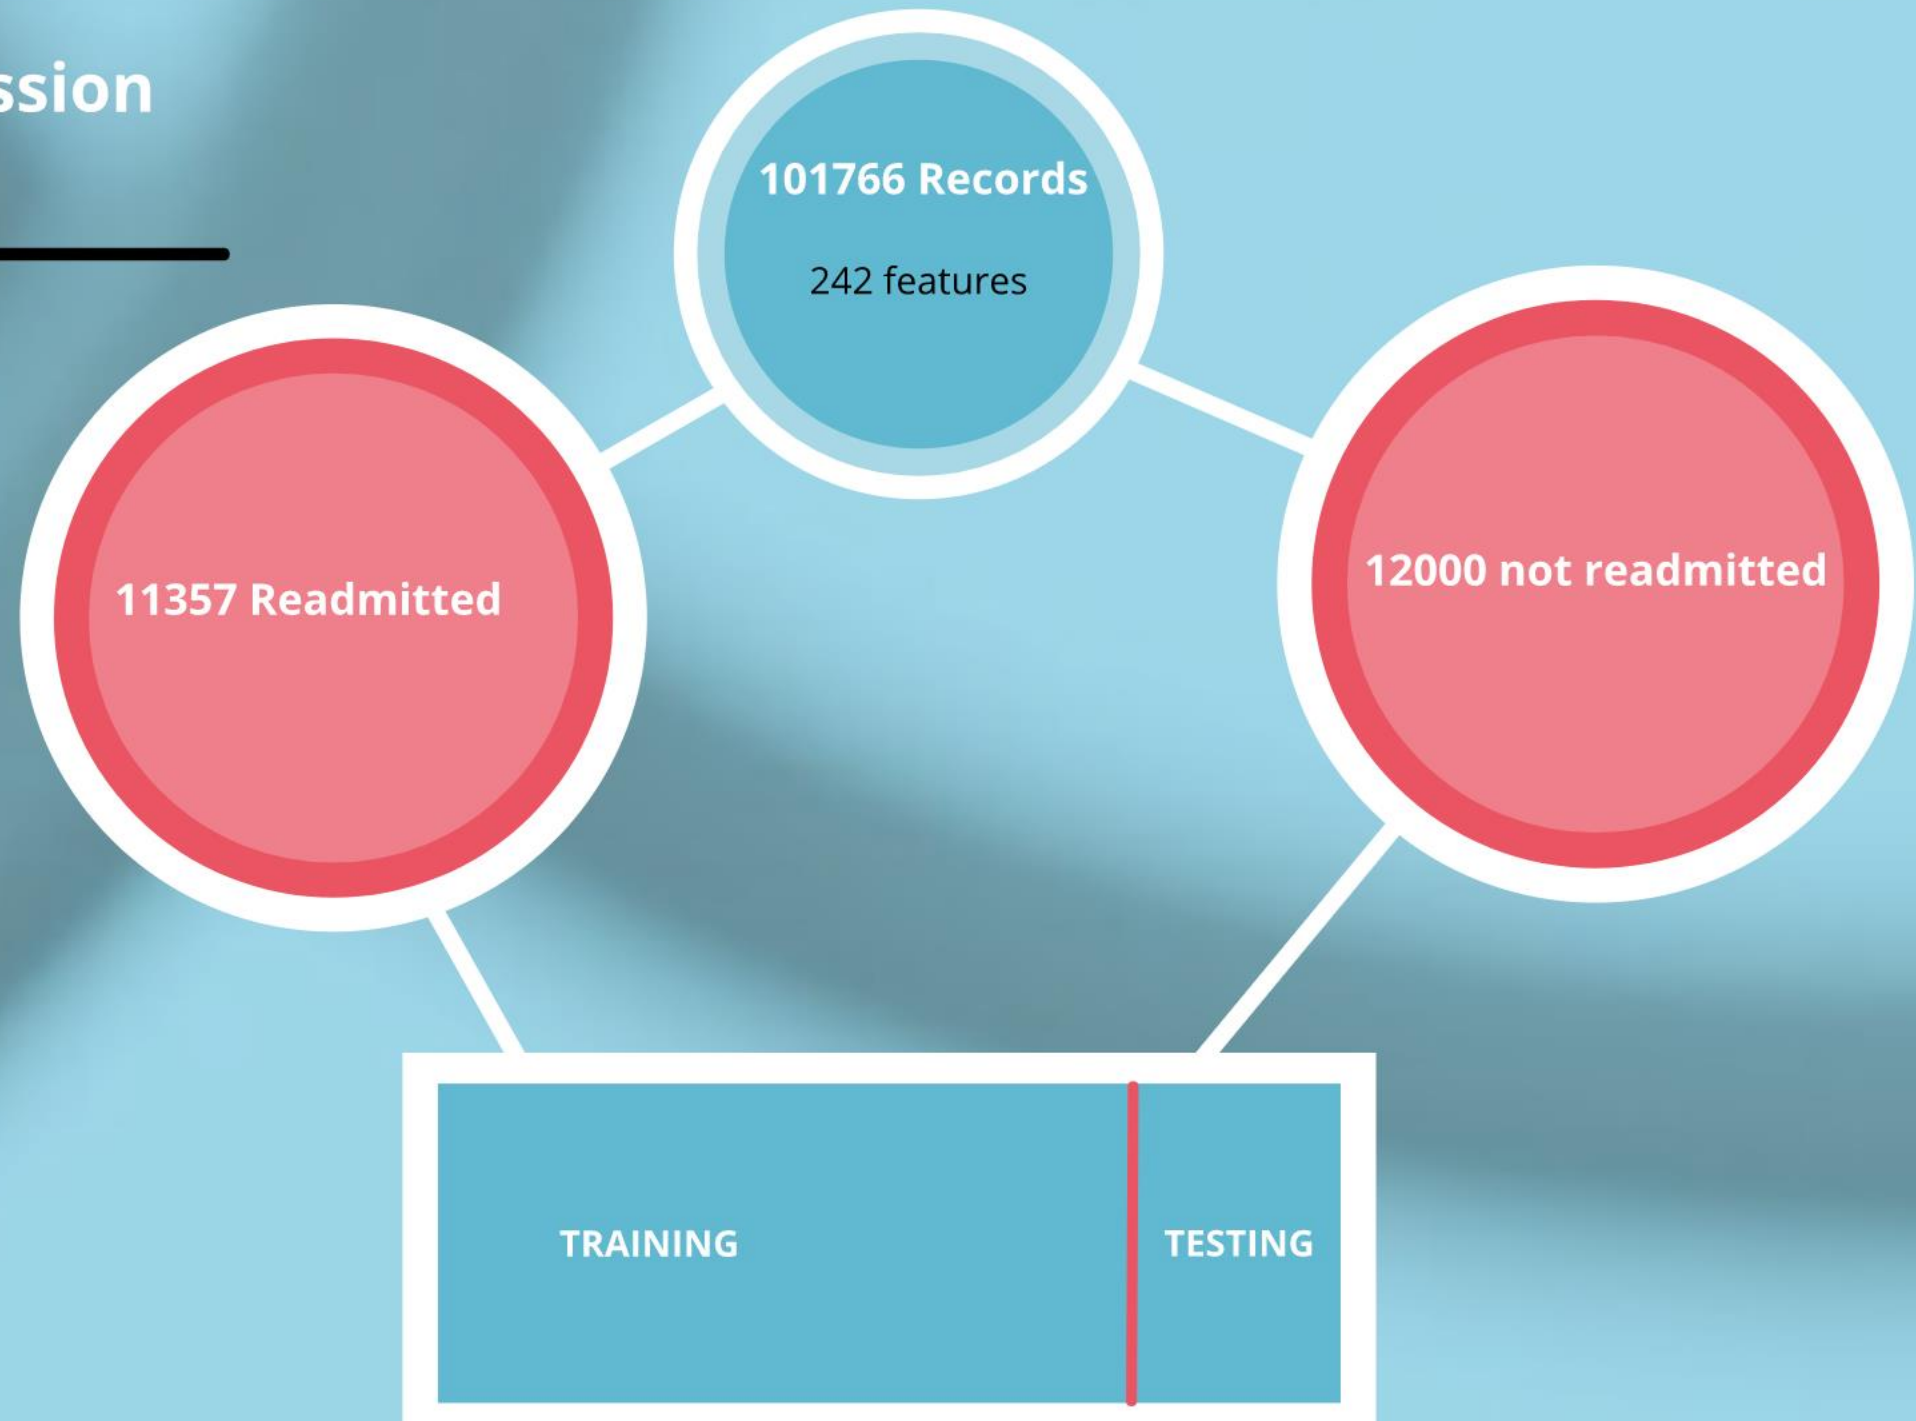 ssion
101766 Records
242 features
11357 Readmitted
12000 not readmitted
TRAINING
TESTING